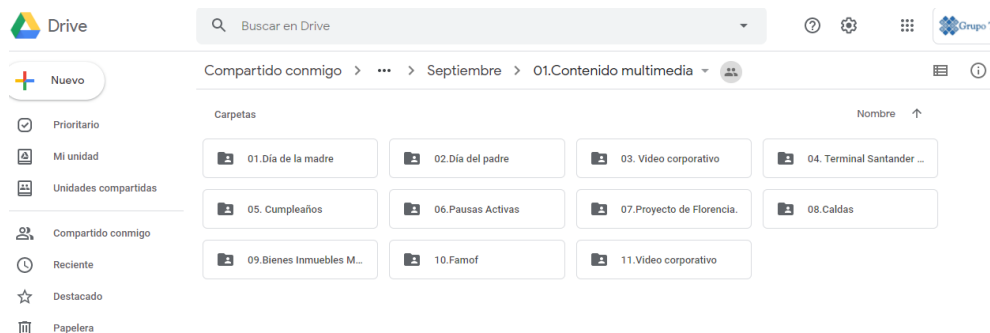 Drive
Buscar en Drive
Grupo
Nuevo
Compartido conmigo > ••• > Septiembre > 01.Contenido multimedia
Prioritario
Mi unidad
Unidades compartidas
Compartido conmigo
Reciente
Destacado
Papelera
Carpetas
Nombre
01.Día de la madre
02.Día del padre
03. Video corporativo
04. Terminal Santander ...
05. Cumpleaños
06.Pausas Activas
07.Proyecto de Florencia.
08.Caldas
09.Bienes Inmuebles M...
10.Famof
11.Video corporativo